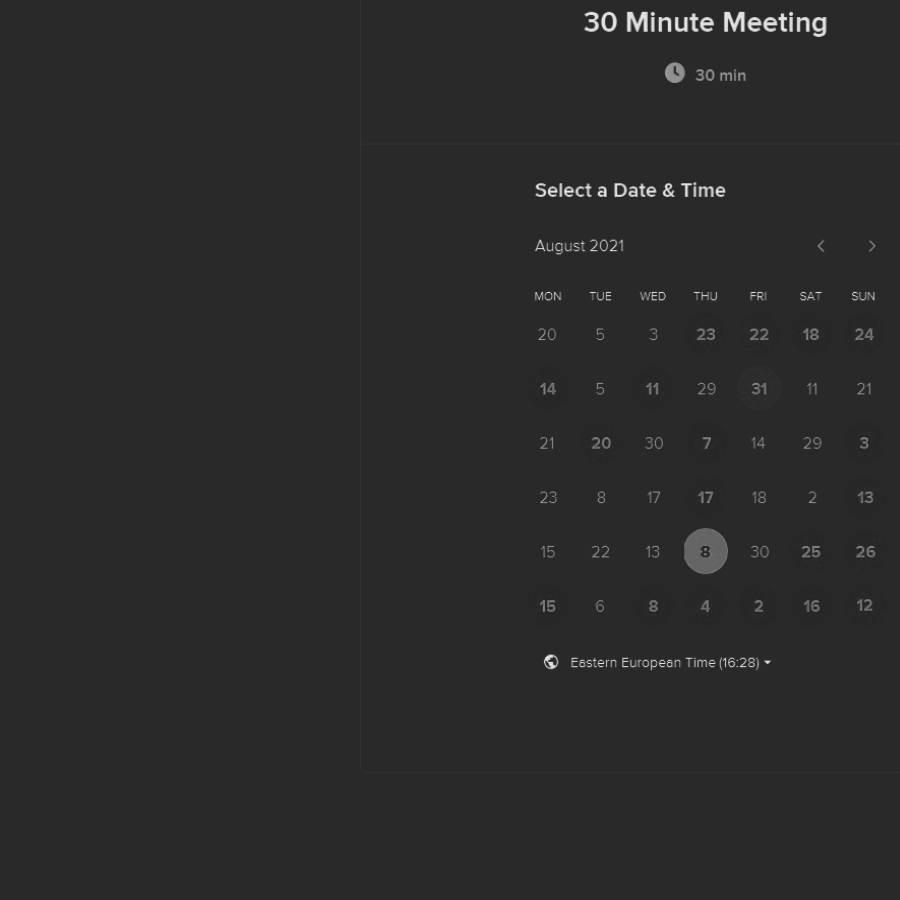 30 Minute Meeting
30 min
Select a Date & Time
August 2021
MON TUE WED THU FRI SAT SUN
20 5 3 23 22 18 24
14 5 11 29 31 11 21
21 20 30 7 14 29 3
23 8 17 17 18 2 13
15 22 13 8 30 25 26
15 6 8 4 2 16 12
Eastern European Time (16:28)